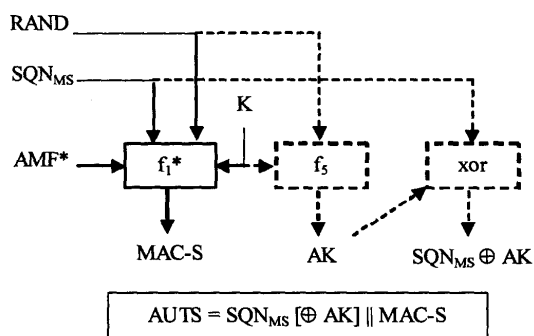 RAND
SQN_MS
K
AMF*
f₁*
f₅
xor
MAC-S
AK
SQN_MS ⊕ AK
AUTS = SQN_MS [⊕ AK] || MAC-S